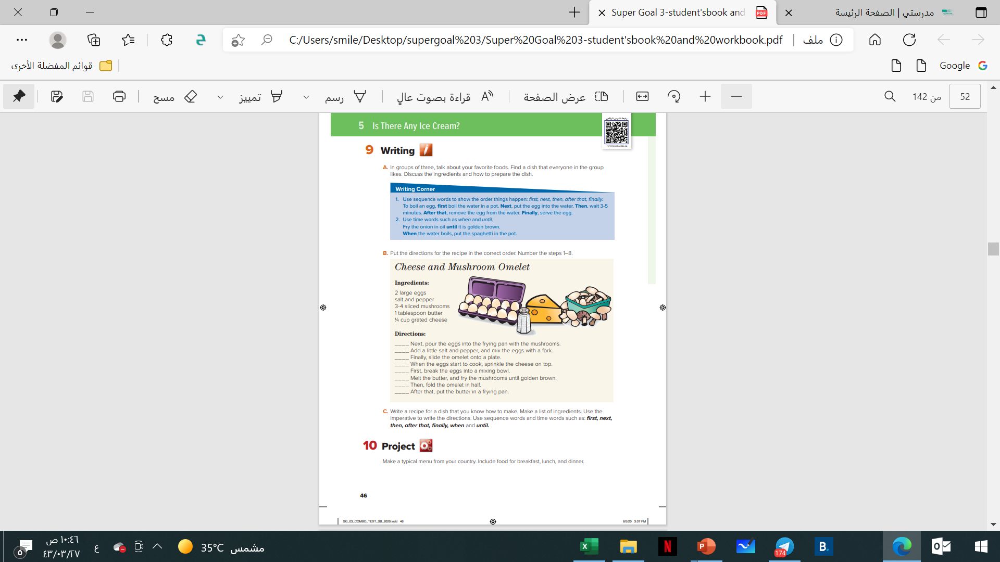 Super Goal 3-student'sbook and
مدرستي | الصفحة الرئيسة
C:/Users/smile/Desktop/supergoal%203/Super%20Goal%203-student'sbook%20and%20workbook.pdf
ملف
قوائم المفضلة الأخرى
Google
مسح
تمييز
رسم
قراءة بصوت عالٍ
عرض الصفحة
من 142
52
5 Is There Any Ice Cream?
رابط الدرس الرقمي
www.ien.edu.sa
9 Writing
A. In groups of three, talk about your favorite foods. Find a dish that everyone in the group
likes. Discuss the ingredients and how to prepare the dish.
Writing Corner
1. Use sequence words to show the order things happen: first, next, then, after that, finally.
To boil an egg, first boil the water in a pot. Next, put the egg into the water. Then, wait 3-5
minutes. After that, remove the egg from the water. Finally, serve the egg.
2. Use time words such as when and until.
Fry the onion in oil until it is golden brown.
When the water boils, put the spaghetti in the pot.
B. Put the directions for the recipe in the correct order. Number the steps 1–8.
Cheese and Mushroom Omelet
Ingredients:
2 large eggs
salt and pepper
3-4 sliced mushrooms
1 tablespoon butter
¼ cup grated cheese
Directions:
____ Next, pour the eggs into the frying pan with the mushrooms.
____ Add a little salt and pepper, and mix the eggs with a fork.
____ Finally, slide the omelet onto a plate.
____ When the eggs start to cook, sprinkle the cheese on top.
____ First, break the eggs into a mixing bowl.
____ Melt the butter, and fry the mushrooms until golden brown.
____ Then, fold the omelet in half.
____ After that, put the butter in a frying pan.
C. Write a recipe for a dish that you know how to make. Make a list of ingredients. Use the
imperative to write the directions. Use sequence words and time words such as: first, next,
then, after that, finally, when and until.
10 Project
Make a typical menu from your country. Include food for breakfast, lunch, and dinner.
46
SG_03_COMBO_TEXT_SB_2020.indd 46
8/5/20 3:07 PM
١٠:٤٦ ص
٤٣/٠٣/٢٧
ع
35°C مشمس
174